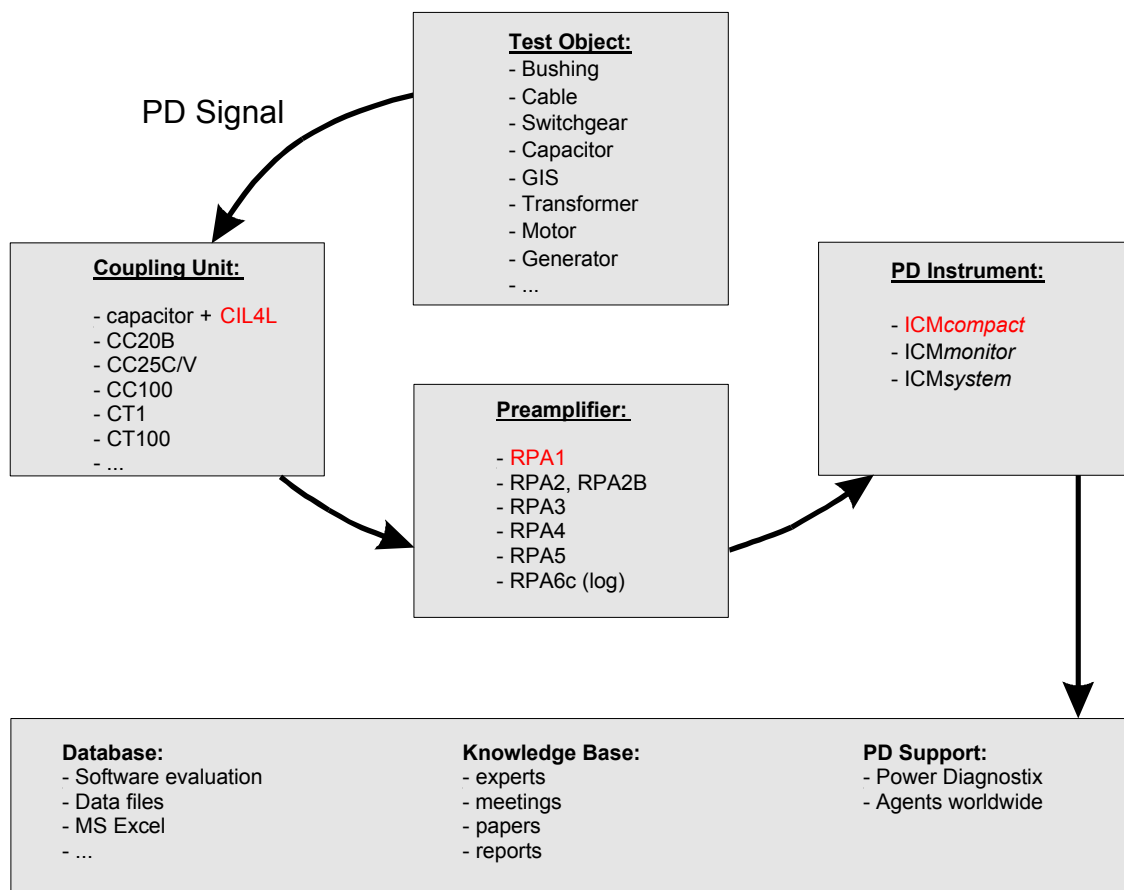 Test Object:
- Bushing
- Cable
- Switchgear
- Capacitor
- GIS
- Transformer
- Motor
- Generator
- ...
PD Signal
Coupling Unit:
- capacitor + CIL4L
- CC20B
- CC25C/V
- CC100
- CT1
- CT100
- ...
Preamplifier:
- RPA1
- RPA2, RPA2B
- RPA3
- RPA4
- RPA5
- RPA6c (log)
PD Instrument:
- ICMcompact
- ICMmonitor
- ICMsystem
Database:
- Software evaluation
- Data files
- MS Excel
- ...
Knowledge Base:
- experts
- meetings
- papers
- reports
PD Support:
- Power Diagnostix
- Agents worldwide